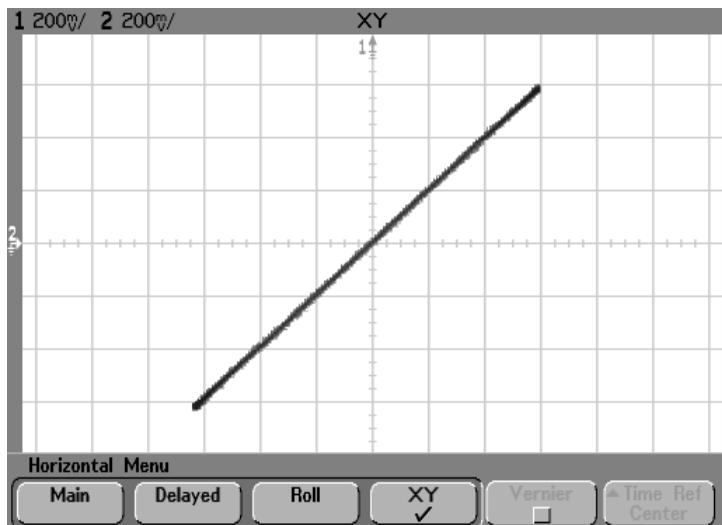 1 200mV/ 2 200mV/ XY
1
2
Horizontal Menu
Main Delayed Roll XY Vernier Time Ref
Center